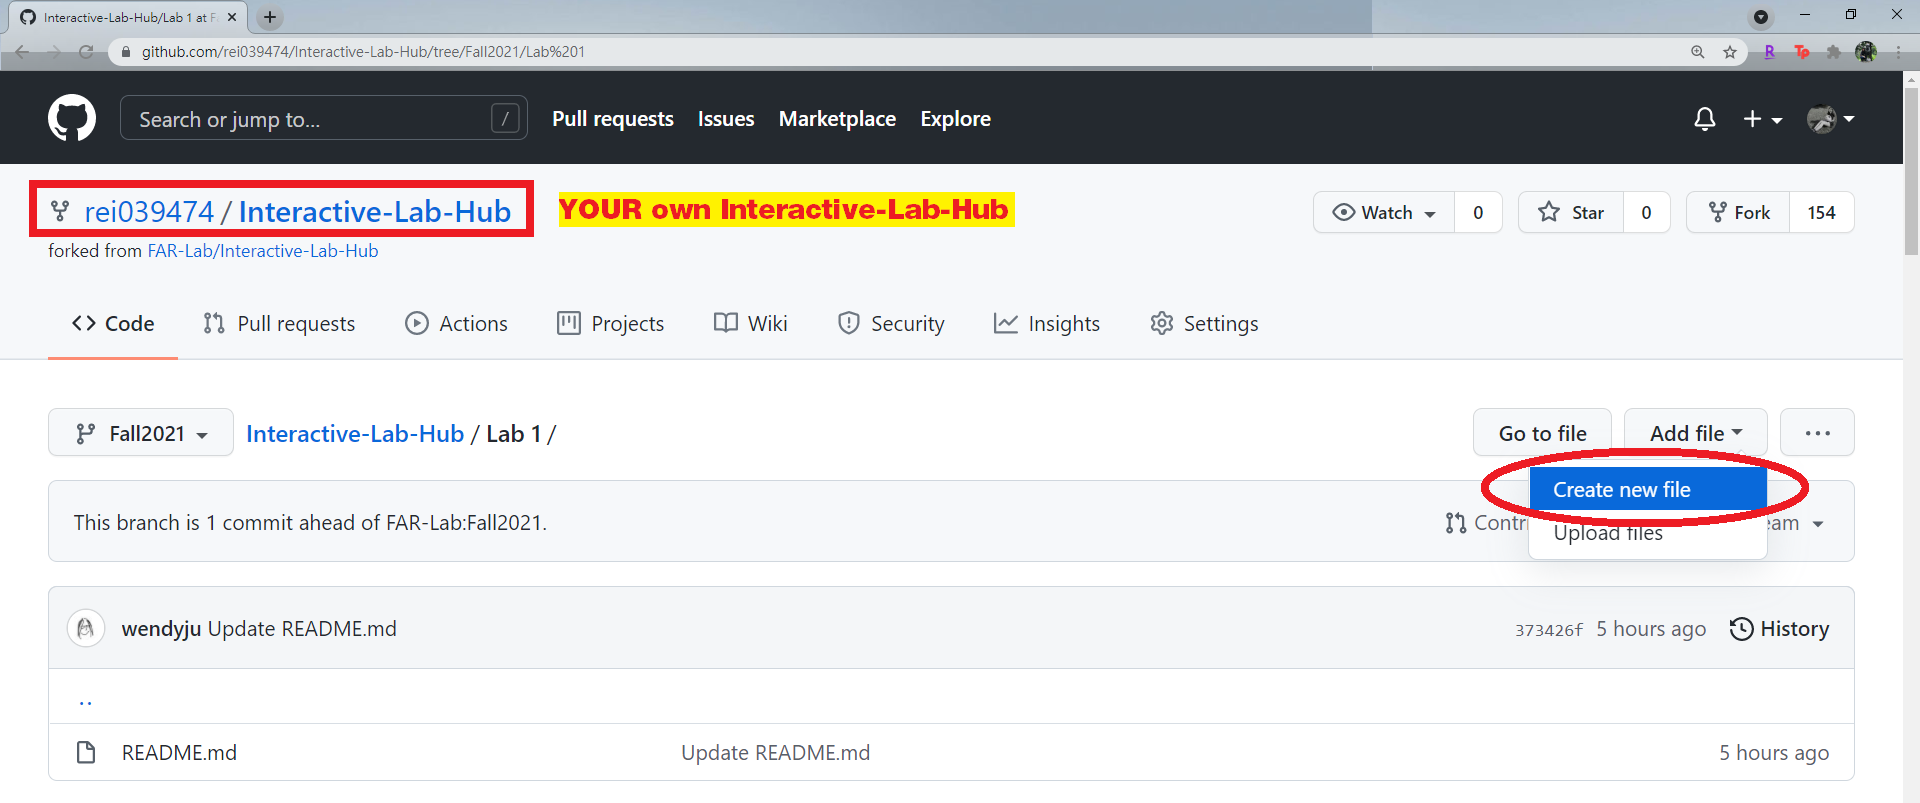 Interactive-Lab-Hub/Lab 1 at F
github.com/rei039474/Interactive-Lab-Hub/tree/Fall2021/Lab%201
Search or jump to... /
Pull requests Issues Marketplace Explore
rei039474 / Interactive-Lab-Hub YOUR own Interactive-Lab-Hub Watch 0 Star 0 Fork 154
forked from FAR-Lab/Interactive-Lab-Hub
Code Pull requests Actions Projects Wiki Security Insights Settings
Fall2021 Interactive-Lab-Hub / Lab 1 / Go to file Add file ...
Create new file
This branch is 1 commit ahead of FAR-Lab:Fall2021. Contr eam
Upload files
wendyju Update README.md 373426f 5 hours ago History
..
README.md Update README.md 5 hours ago